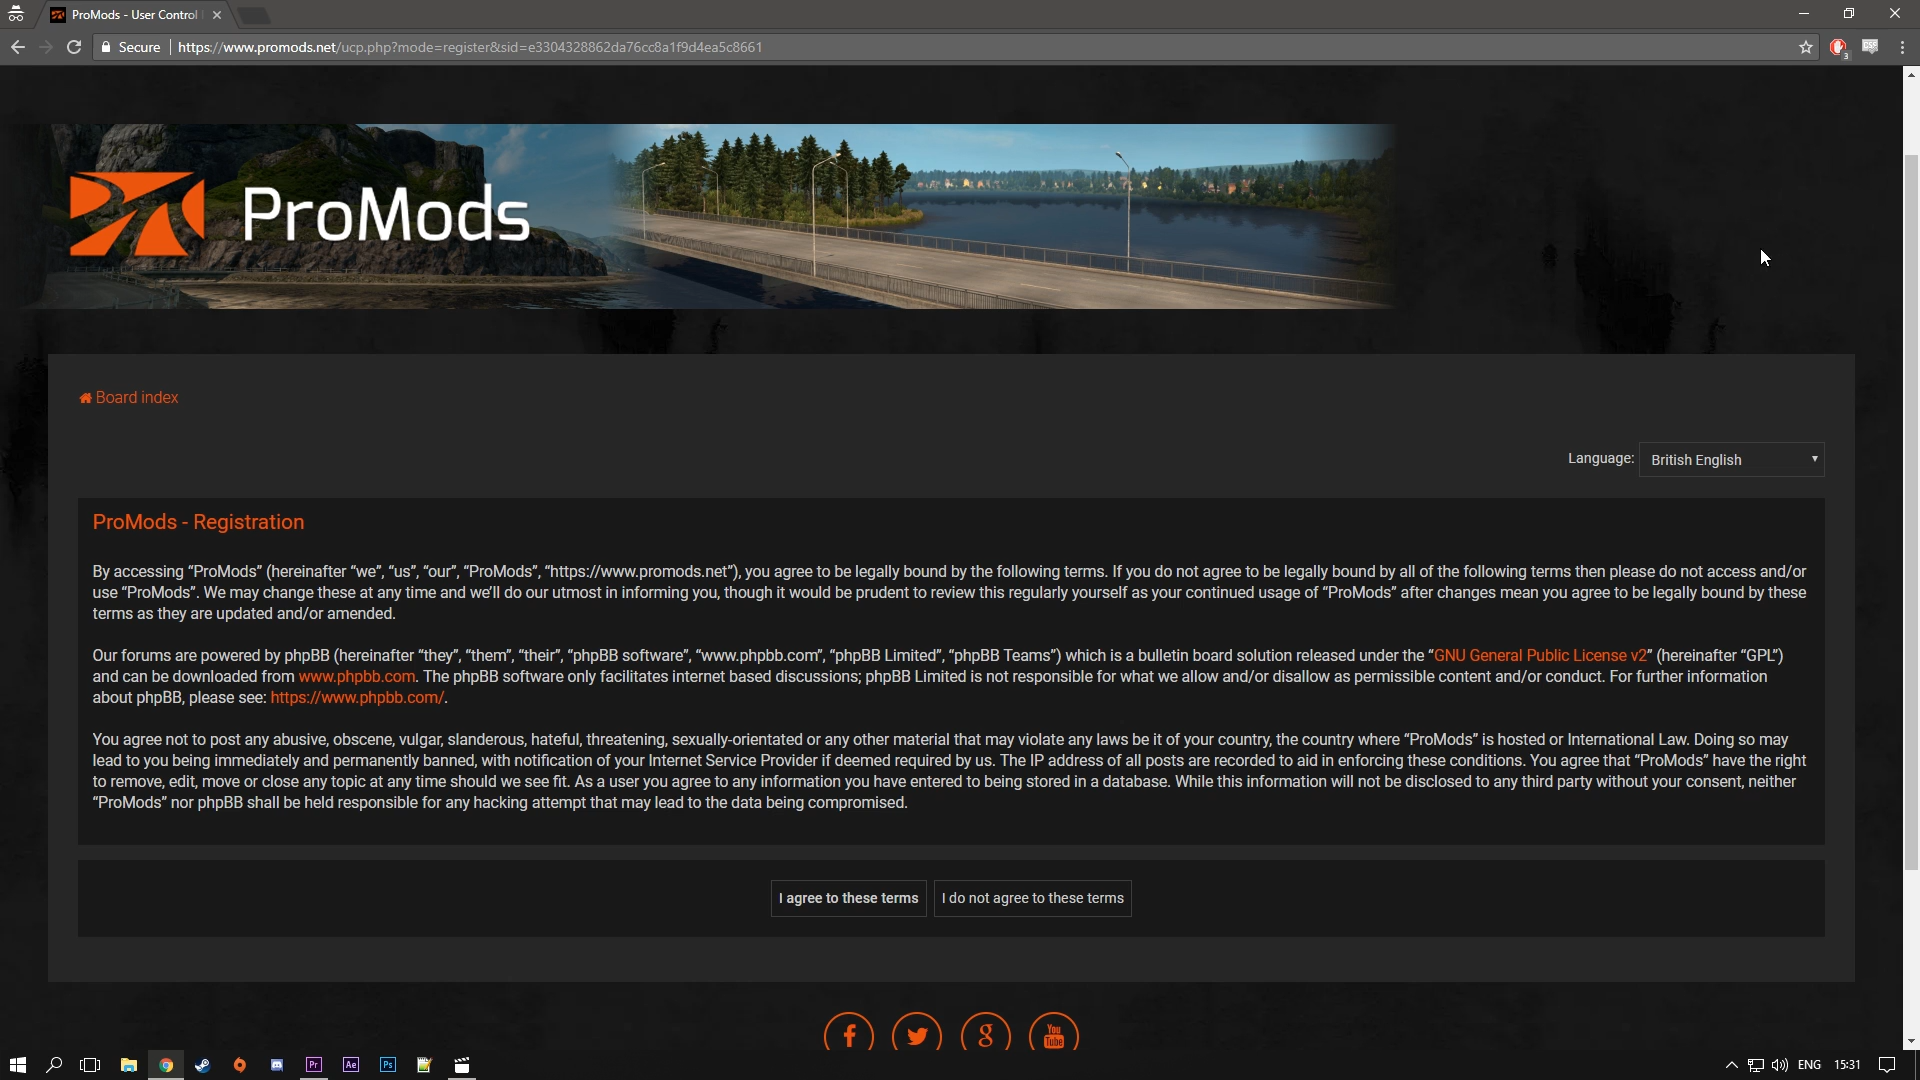 ProMods - User Control
Secure
https://www.promods.net/ucp.php?mode=register&sid=e3304328862da76cc8a1f9d4ea5c8661
3
ProMods
Board index
Language:
British English
ProMods - Registration
By accessing “ProMods” (hereinafter “we”, “us”, “our”, “ProMods”, “https://www.promods.net”), you agree to be legally bound by the following terms. If you do not agree to be legally bound by all of the following terms then please do not access and/or
use “ProMods”. We may change these at any time and we’ll do our utmost in informing you, though it would be prudent to review this regularly yourself as your continued usage of “ProMods” after changes mean you agree to be legally bound by these
terms as they are updated and/or amended.
Our forums are powered by phpBB (hereinafter “they”, “them”, “their”, “phpBB software”, “www.phpbb.com”, “phpBB Limited”, “phpBB Teams”) which is a bulletin board solution released under the “GNU General Public License v2” (hereinafter “GPL”)
and can be downloaded from www.phpbb.com. The phpBB software only facilitates internet based discussions; phpBB Limited is not responsible for what we allow and/or disallow as permissible content and/or conduct. For further information
about phpBB, please see: https://www.phpbb.com/.
You agree not to post any abusive, obscene, vulgar, slanderous, hateful, threatening, sexually-orientated or any other material that may violate any laws be it of your country, the country where “ProMods” is hosted or International Law. Doing so may
lead to you being immediately and permanently banned, with notification of your Internet Service Provider if deemed required by us. The IP address of all posts are recorded to aid in enforcing these conditions. You agree that “ProMods” have the right
to remove, edit, move or close any topic at any time should we see fit. As a user you agree to any information you have entered to being stored in a database. While this information will not be disclosed to any third party without your consent, neither
“ProMods” nor phpBB shall be held responsible for any hacking attempt that may lead to the data being compromised.
I agree to these terms
I do not agree to these terms
You
Tube
Pr
Ae
Ps
ENG
15:31